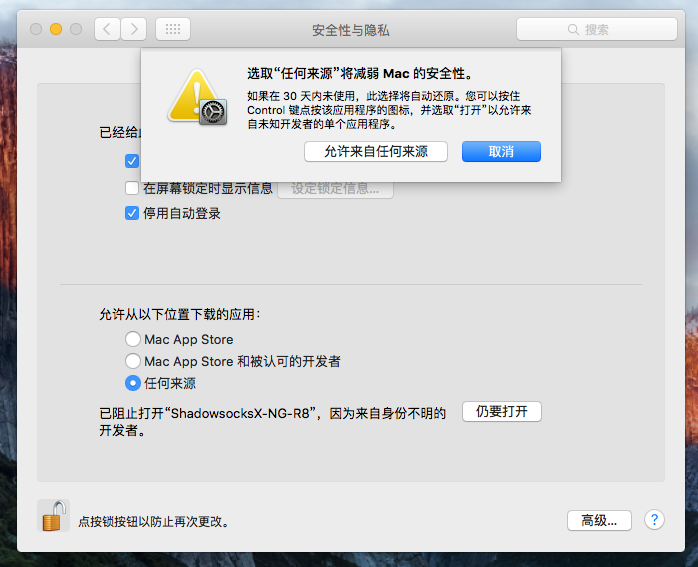 安全性与隐私
搜索
选取“任何来源”将减弱 Mac 的安全性。
如果在 30 天内未使用，此选择将自动还原。您可以按住
Control 键点按该应用程序的图标，并选取“打开”以允许来
自未知开发者的单个应用程序。
允许来自任何来源
取消
已经给此
在屏幕锁定时显示信息
设定锁定信息...
停用自动登录
允许从以下位置下载的应用：
Mac App Store
Mac App Store 和被认可的开发者
任何来源
已阻止打开“ShadowsocksX-NG-R8”，因为来自身份不明的
开发者。
仍要打开
点按锁按钮以防止再次更改。
高级...
?